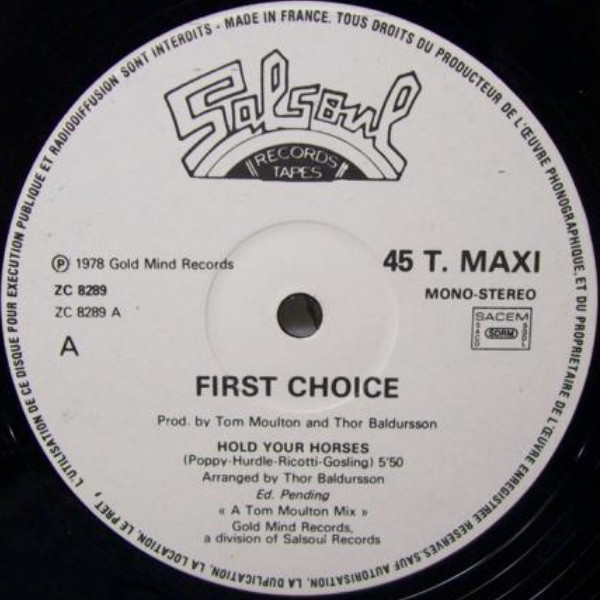 TOUS DROITS DU PRODUCTEUR DE L'ŒUVRE PHONOGRAPHIQUE ET DU PROPRIETAIRE DE L'ŒUVRE ENREGISTREE RESERVES. SAUF AUTORISATION, LA DUPLICATION, LA LOCATION, LE PRET, L'UTILISATION DE CE DISQUE POUR EXECUTION PUBLIQUE ET RADIODIFFUSION SONT INTERDITS - MADE IN FRANCE.
Salsoul
RECORDS
TAPES
Ⓟ 1978 Gold Mind Records
45 T. MAXI
ZC 8289
MONO-STEREO
ZC 8289 A
SACEM
SACD
SDRM
SGDL
A
FIRST CHOICE
Prod. by Tom Moulton and Thor Baldursson
HOLD YOUR HORSES
(Poppy-Hurdle-Ricotti-Gosling) 5'50
Arranged by Thor Baldursson
Ed. Pending
« A Tom Moulton Mix »
Gold Mind Records,
a division of Salsoul Records